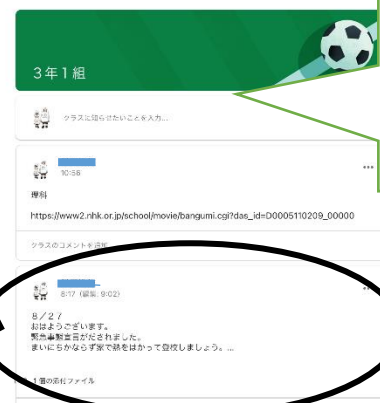 3年1組
クラスに知らせたいことを入力...
10:58
理科
https://www2.nhk.or.jp/school/movie/bangumi.cgi?das_id=D0005110209_00000
クラスのコメントを追加
8:17 (編集 9:02)
8/27
おはようございます。
緊急事態宣言がだされました。
まいにちかならず家で熱をはかって登校しましょう。...
1個の添付ファイル